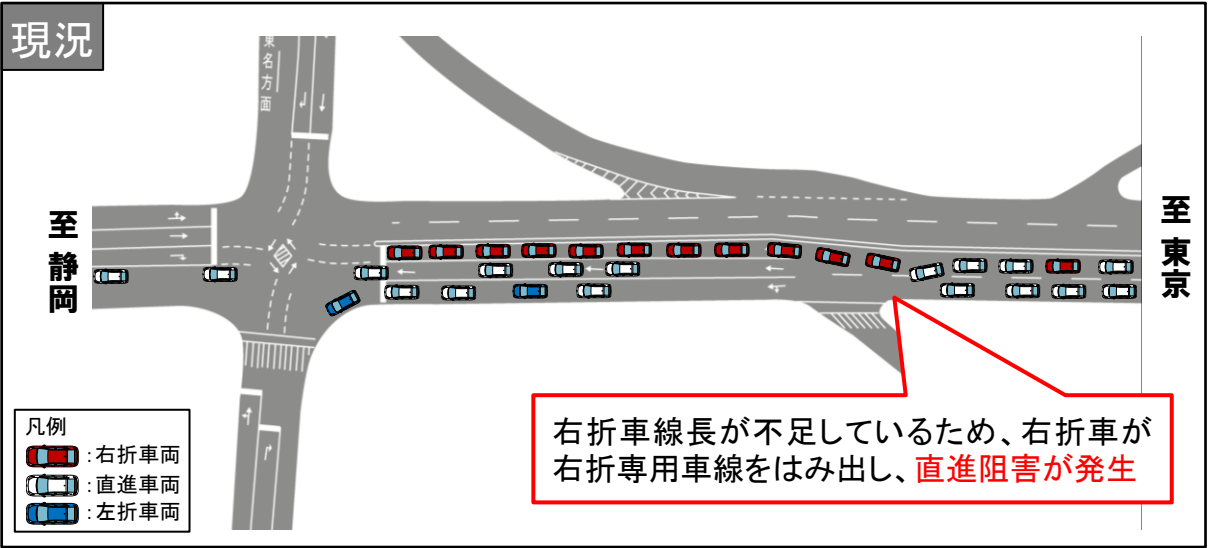 現況
東名方面
至 静岡
至 東京
右折車線長が不足しているため、右折車が
右折専用車線をはみ出し、直進阻害が発生
凡例
:右折車両
:直進車両
:左折車両